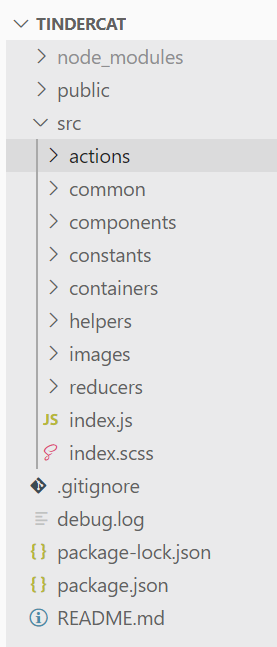 TINDERCAT
node_modules
public
src
actions
common
components
constants
containers
helpers
images
reducers
JS index.js
index.scss
.gitignore
debug.log
{} package-lock.json
{} package.json
README.md